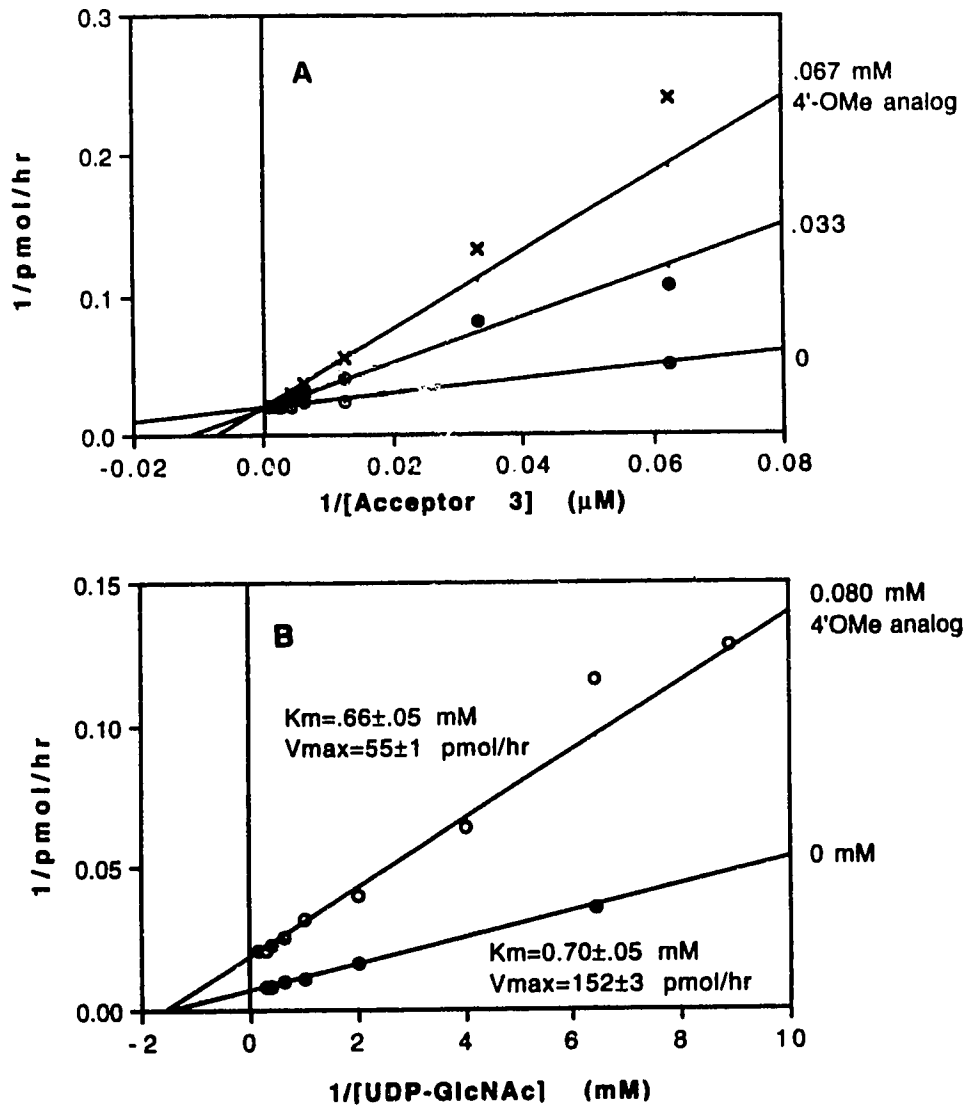 0.3
A
.067 mM
4'-OMe analog
0.2
1/pmol/hr
.033
0.1
0
0.0
-0.02 0.00 0.02 0.04 0.06 0.08
1/[Acceptor 3] (µM)
0.15
0.080 mM
4'OMe analog
B
Km=.66±.05 mM
Vmax=55±1 pmol/hr
0.10
1/pmol/hr
0 mM
0.05
Km=0.70±.05 mM
Vmax=152±3 pmol/hr
0.00
-2 0 2 4 6 8 10
1/[UDP-GlcNAc] (mM)